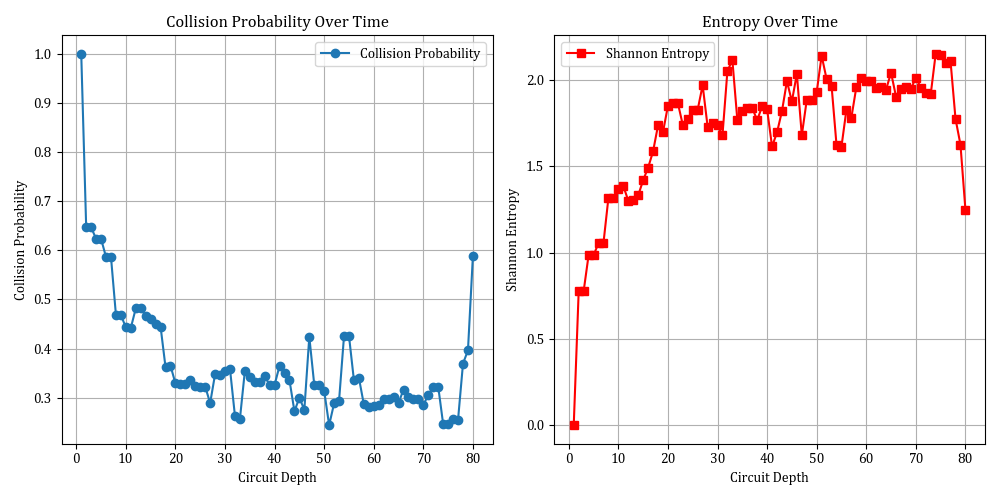 Collision Probability Over Time
Collision Probability
1.0
0.9
0.8
0.7
0.6
0.5
0.4
0.3
Collision Probability
0 10 20 30 40 50 60 70 80
Circuit Depth
Entropy Over Time
Shannon Entropy
2.0
1.5
1.0
0.5
0.0
Shannon Entropy
0 10 20 30 40 50 60 70 80
Circuit Depth